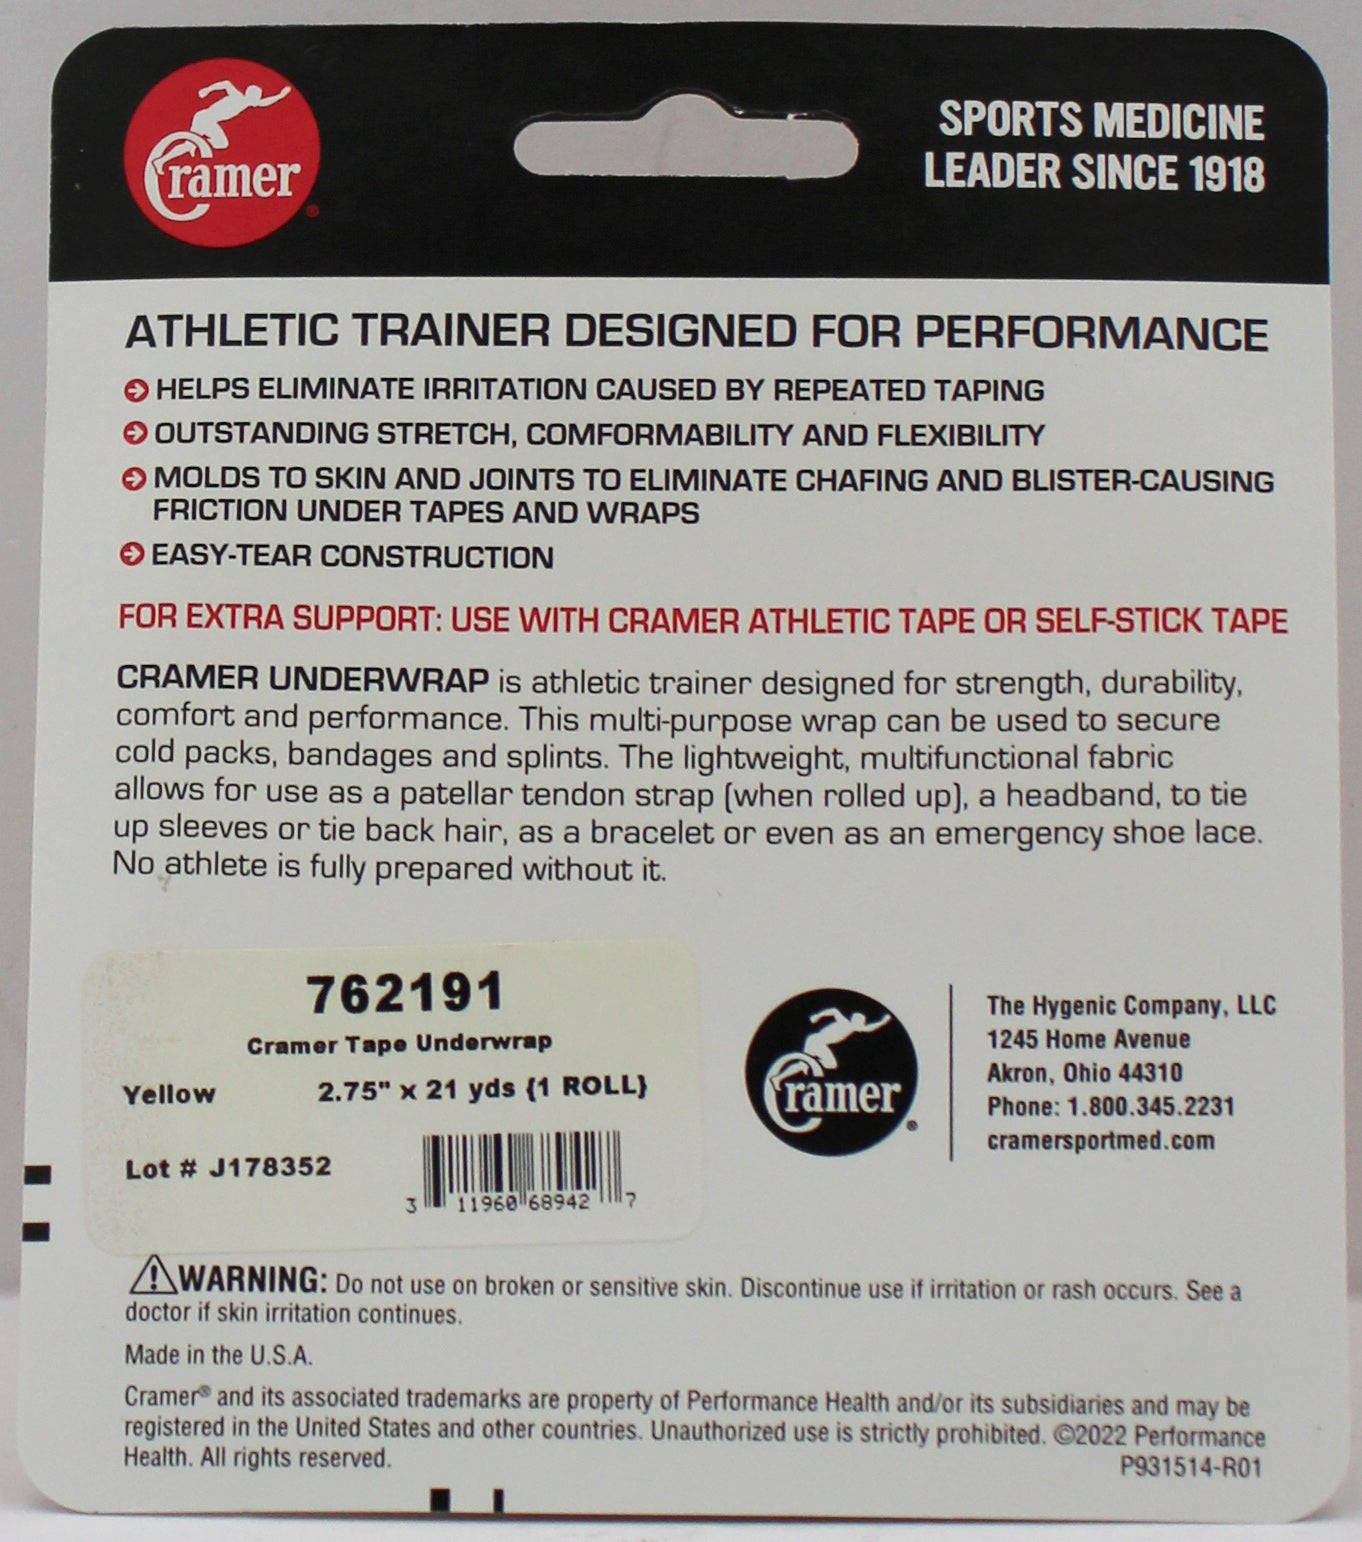 Cramer®
SPORTS MEDICINE
LEADER SINCE 1918
ATHLETIC TRAINER DESIGNED FOR PERFORMANCE
HELPS ELIMINATE IRRITATION CAUSED BY REPEATED TAPING
OUTSTANDING STRETCH, COMFORMABILITY AND FLEXIBILITY
MOLDS TO SKIN AND JOINTS TO ELIMINATE CHAFING AND BLISTER-CAUSING
FRICTION UNDER TAPES AND WRAPS
EASY-TEAR CONSTRUCTION
FOR EXTRA SUPPORT: USE WITH CRAMER ATHLETIC TAPE OR SELF-STICK TAPE
CRAMER UNDERWRAP is athletic trainer designed for strength, durability,
comfort and performance. This multi-purpose wrap can be used to secure
cold packs, bandages and splints. The lightweight, multifunctional fabric
allows for use as a patellar tendon strap (when rolled up), a headband, to tie
up sleeves or tie back hair, as a bracelet or even as an emergency shoe lace.
No athlete is fully prepared without it.
762191
Cramer Tape Underwrap
Yellow 2.75" x 21 yds {1 ROLL}
Lot # J178352
3 11960 68942 7
Cramer®
The Hygenic Company, LLC
1245 Home Avenue
Akron, Ohio 44310
Phone: 1.800.345.2231
cramersportmed.com
WARNING: Do not use on broken or sensitive skin. Discontinue use if irritation or rash occurs. See a
doctor if skin irritation continues.
Made in the U.S.A.
Cramer® and its associated trademarks are property of Performance Health and/or its subsidiaries and may be
registered in the United States and other countries. Unauthorized use is strictly prohibited. ©2022 Performance
Health. All rights reserved.
P931514-R01